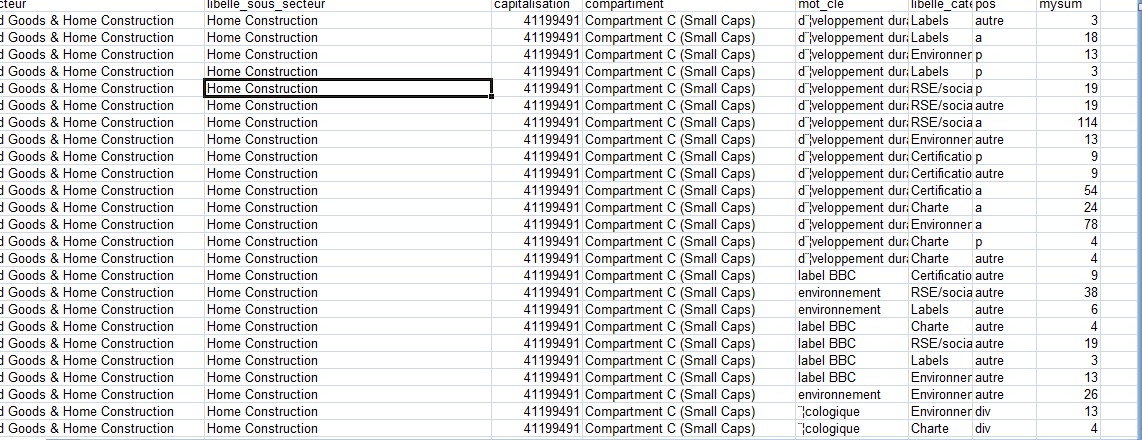 cteur libelle_sous_secteur capitalisation compartiment mot_cle libelle_cate pos mysum
d Goods & Home Construction Home Construction 41199491 Compartment C (Small Caps) d¨¦veloppement dura Labels autre 3
d Goods & Home Construction Home Construction 41199491 Compartment C (Small Caps) d¨¦veloppement dura Labels a 18
d Goods & Home Construction Home Construction 41199491 Compartment C (Small Caps) d¨¦veloppement dura Environner p 13
d Goods & Home Construction Home Construction 41199491 Compartment C (Small Caps) d¨¦veloppement dura Labels p 3
d Goods & Home Construction Home Construction 41199491 Compartment C (Small Caps) d¨¦veloppement dura RSE/socia p 19
d Goods & Home Construction Home Construction 41199491 Compartment C (Small Caps) d¨¦veloppement dura RSE/socia autre 19
d Goods & Home Construction Home Construction 41199491 Compartment C (Small Caps) d¨¦veloppement dura RSE/socia a 114
d Goods & Home Construction Home Construction 41199491 Compartment C (Small Caps) d¨¦veloppement dura Environner autre 13
d Goods & Home Construction Home Construction 41199491 Compartment C (Small Caps) d¨¦veloppement dura Certificatio p 9
d Goods & Home Construction Home Construction 41199491 Compartment C (Small Caps) d¨¦veloppement dura Certificatio autre 9
d Goods & Home Construction Home Construction 41199491 Compartment C (Small Caps) d¨¦veloppement dura Certificatio a 54
d Goods & Home Construction Home Construction 41199491 Compartment C (Small Caps) d¨¦veloppement dura Charte a 24
d Goods & Home Construction Home Construction 41199491 Compartment C (Small Caps) d¨¦veloppement dura Environner a 78
d Goods & Home Construction Home Construction 41199491 Compartment C (Small Caps) d¨¦veloppement dura Charte p 4
d Goods & Home Construction Home Construction 41199491 Compartment C (Small Caps) d¨¦veloppement dura Charte autre 4
d Goods & Home Construction Home Construction 41199491 Compartment C (Small Caps) label BBC Certificatio autre 9
d Goods & Home Construction Home Construction 41199491 Compartment C (Small Caps) environnement RSE/socia autre 38
d Goods & Home Construction Home Construction 41199491 Compartment C (Small Caps) environnement Labels autre 6
d Goods & Home Construction Home Construction 41199491 Compartment C (Small Caps) label BBC Charte autre 4
d Goods & Home Construction Home Construction 41199491 Compartment C (Small Caps) label BBC RSE/socia autre 19
d Goods & Home Construction Home Construction 41199491 Compartment C (Small Caps) label BBC Labels autre 3
d Goods & Home Construction Home Construction 41199491 Compartment C (Small Caps) label BBC Environner autre 13
d Goods & Home Construction Home Construction 41199491 Compartment C (Small Caps) environnement Environner autre 26
d Goods & Home Construction Home Construction 41199491 Compartment C (Small Caps) ¨¦cologique Environner div 13
d Goods & Home Construction Home Construction 41199491 Compartment C (Small Caps) ¨¦cologique Charte div 4